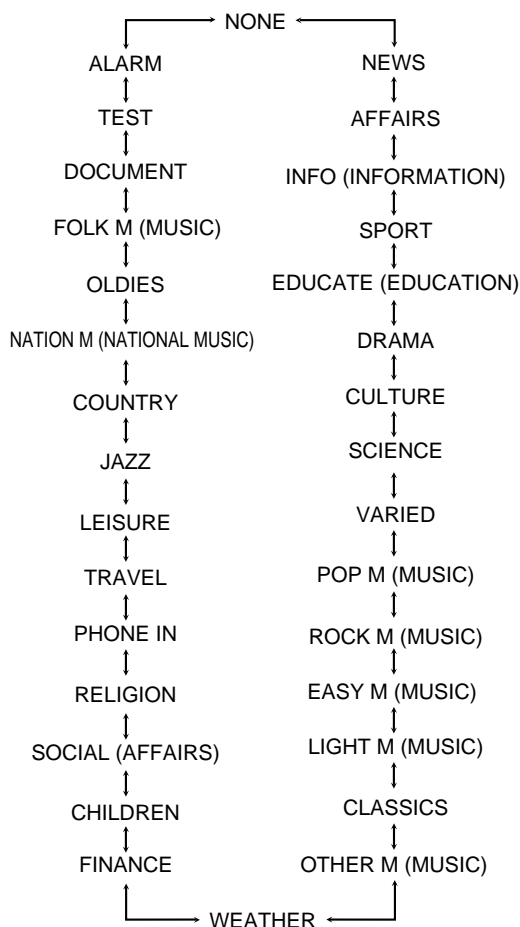 NONE
ALARM
NEWS
TEST
AFFAIRS
DOCUMENT
INFO (INFORMATION)
FOLK M (MUSIC)
SPORT
OLDIES
EDUCATE (EDUCATION)
NATION M (NATIONAL MUSIC)
DRAMA
COUNTRY
CULTURE
JAZZ
SCIENCE
LEISURE
VARIED
TRAVEL
POP M (MUSIC)
PHONE IN
ROCK M (MUSIC)
RELIGION
EASY M (MUSIC)
SOCIAL (AFFAIRS)
LIGHT M (MUSIC)
CHILDREN
CLASSICS
FINANCE
OTHER M (MUSIC)
WEATHER